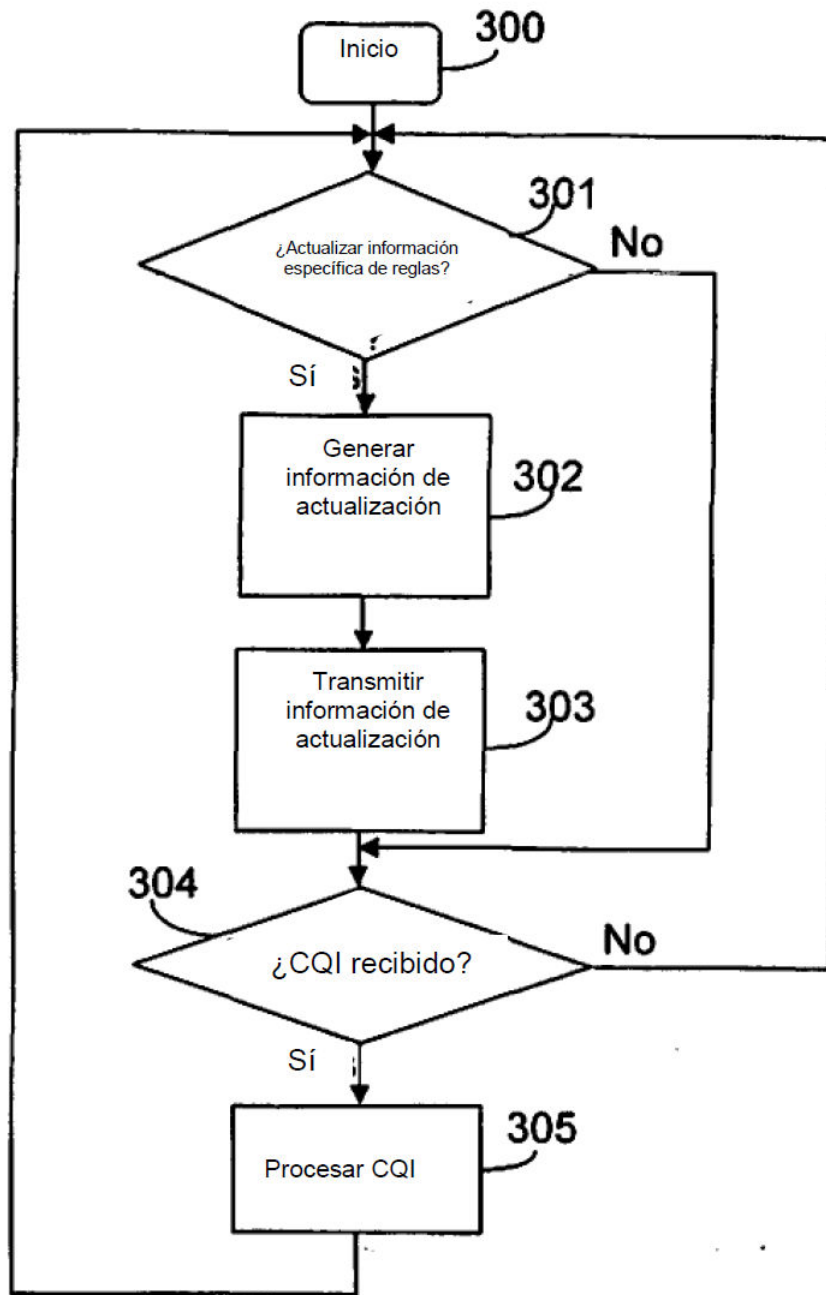 Inicio
300
301
¿Actualizar información
específica de reglas?
No
Sí
Generar
información de
actualización
302
Transmitir
información de
actualización
303
304
¿CQI recibido?
No
Sí
Procesar CQI
305